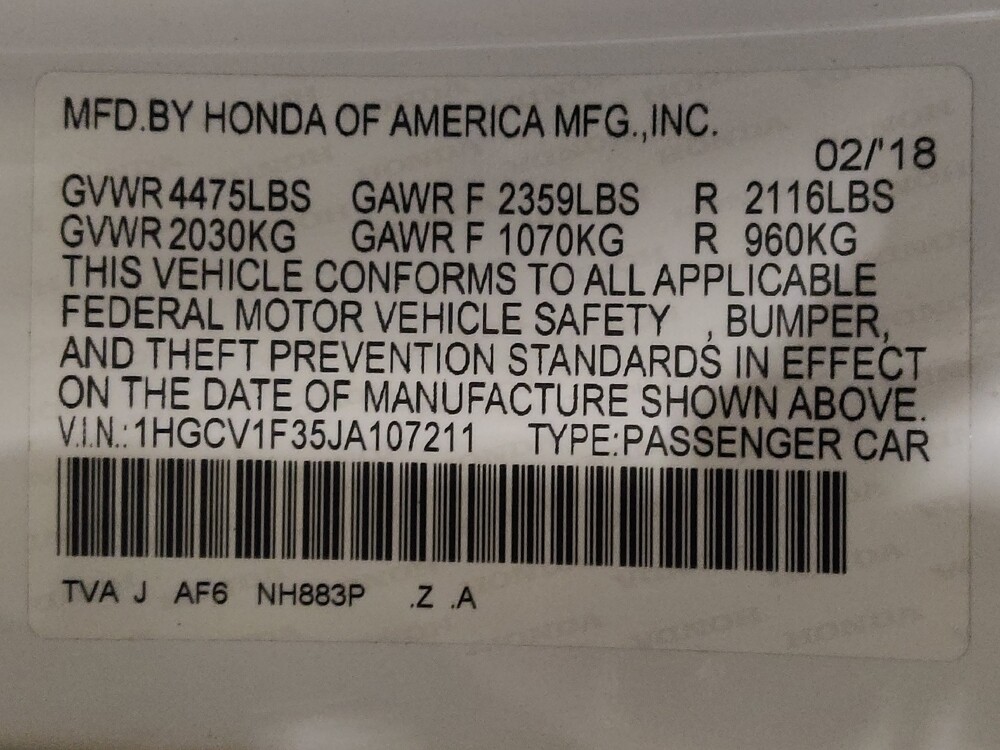 MFD.BY HONDA OF AMERICA MFG.,INC.
02/'18
GVWR 4475LBS GAWR F 2359LBS R 2116LBS
GVWR 2030KG GAWR F 1070KG R 960KG
THIS VEHICLE CONFORMS TO ALL APPLICABLE
FEDERAL MOTOR VEHICLE SAFETY , BUMPER,
AND THEFT PREVENTION STANDARDS IN EFFECT
ON THE DATE OF MANUFACTURE SHOWN ABOVE.
V.I.N.:1HGCV1F35JA107211 TYPE:PASSENGER CAR
TVA J AF6 NH883P .Z .A